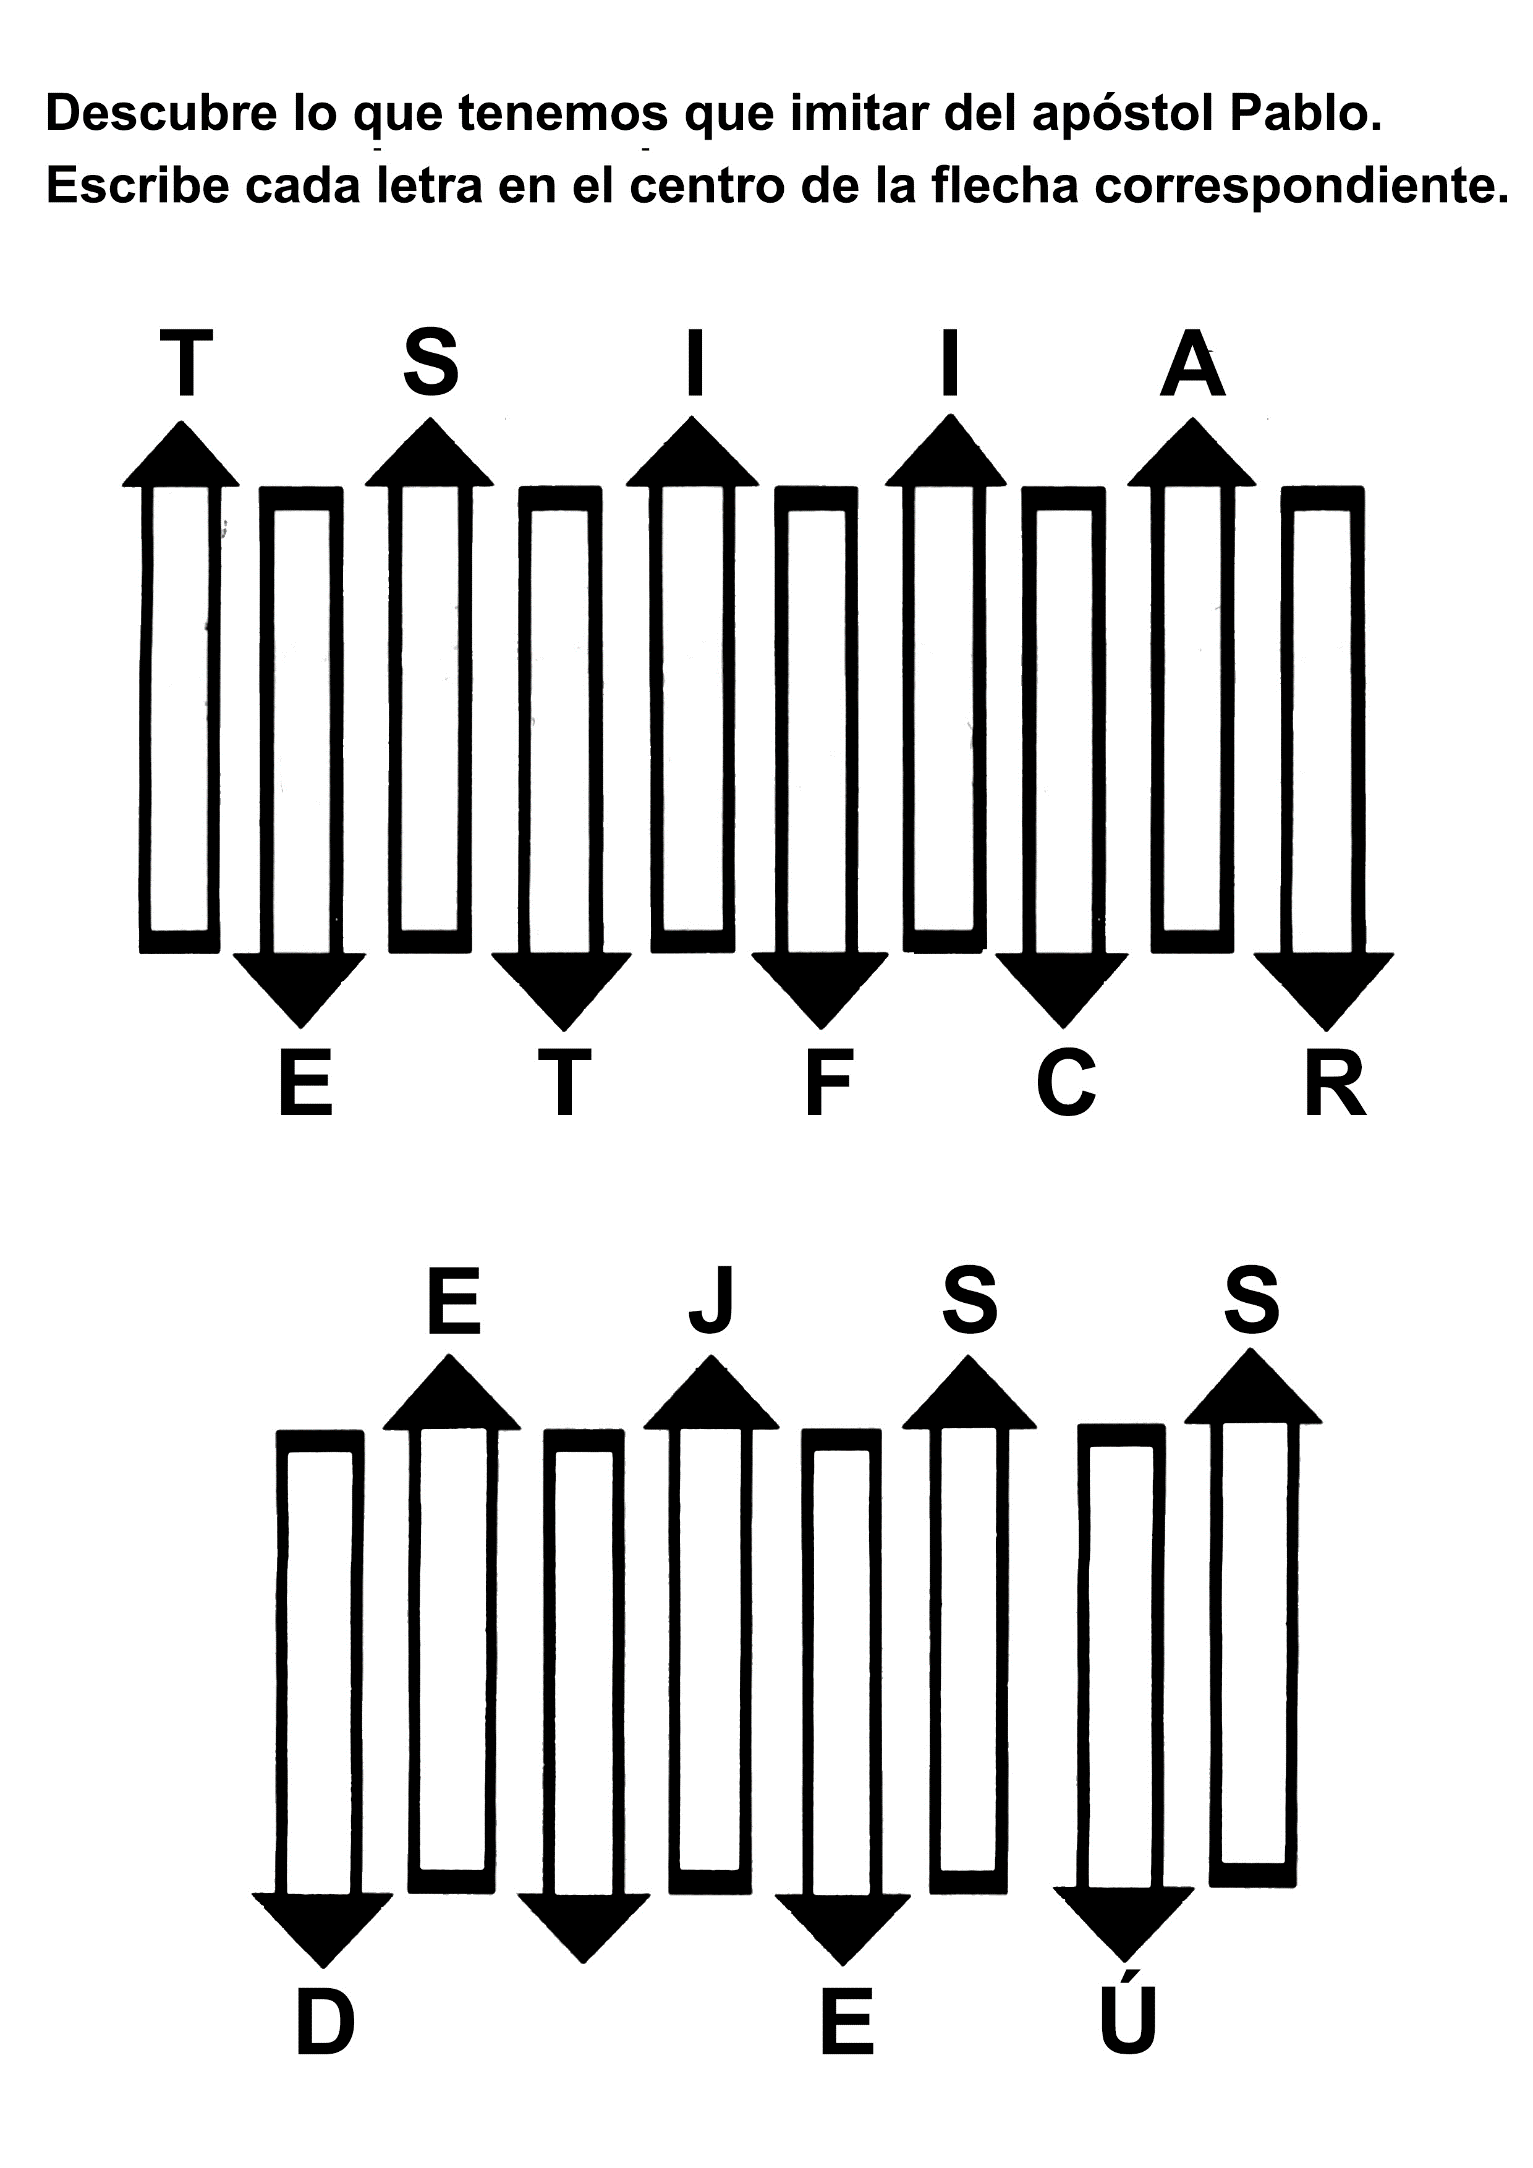 Descubre lo que tenemos que imitar del apóstol Pablo.
Escribe cada letra en el centro de la flecha correspondiente.
T S I I A
E T F C R
E J S S
D E Ú